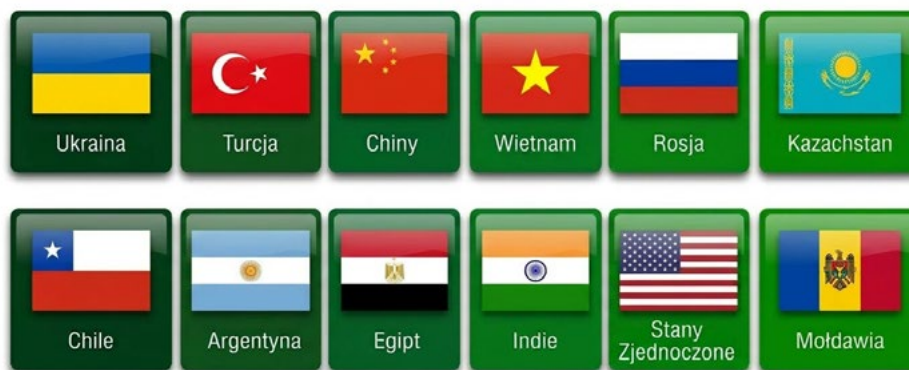 Ukraina
Turcja
Chiny
Wietnam
Rosja
Kazachstan
Chile
Argentyna
Egipt
Indie
Stany
Zjednoczone
Mołdawia